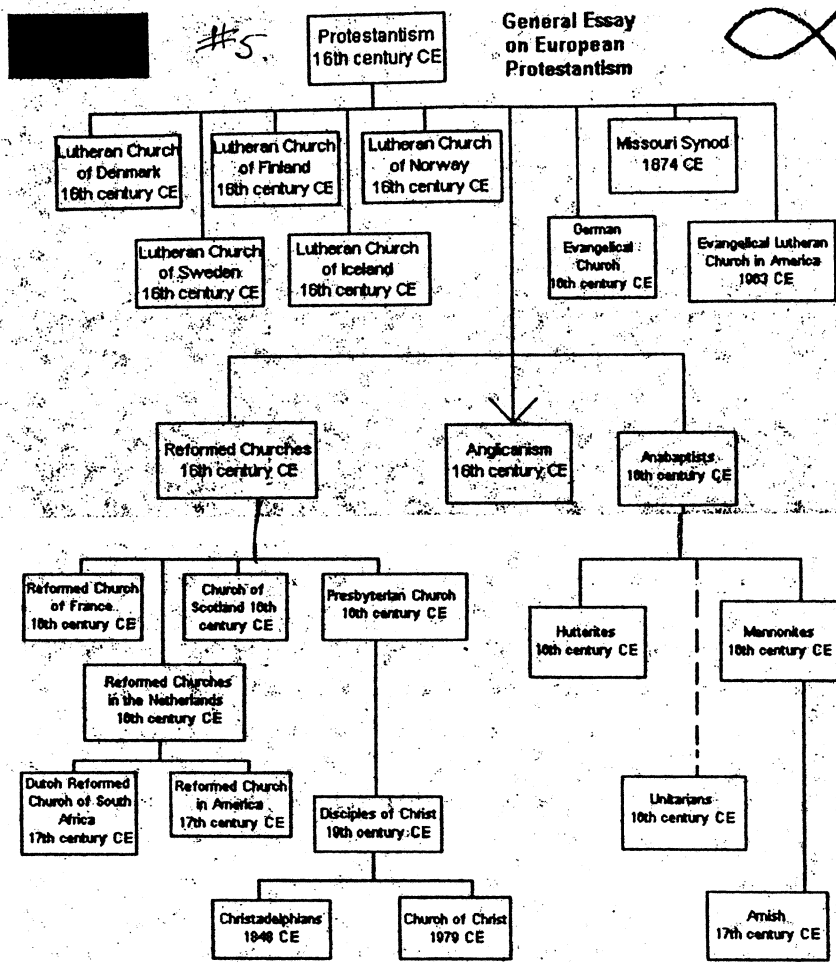 #5.
Protestantism
16th century CE
General Essay
on European
Protestantism
Lutheran Church
of Denmark
16th century CE
Lutheran Church
of Finland
16th century CE
Lutheran Church
of Norway
16th century CE
Missouri Synod
1874 CE
Lutheran Church
of Sweden
16th century CE
Lutheran Church
of Iceland
16th century CE
German
Evangelical
Church
16th century CE
Evangelical Lutheran
Church in America
1963 CE
Reformed Churches
16th century CE
Anglicanism
16th century CE
Anabaptists
16th century CE
Reformed Church
of France
16th century CE
Church of
Scotland 16th
century CE
Presbyterian Church
16th century CE
Hutterites
16th century CE
Mennonites
16th century CE
Reformed Churches
in the Netherlands
16th century CE
Dutch Reformed
Church of South
Africa
17th century CE
Reformed Church
in America
17th century CE
Disciples of Christ
19th century CE
Unitarians
16th century CE
Christadelphians
1848 CE
Church of Christ
1979 CE
Amish
17th century CE